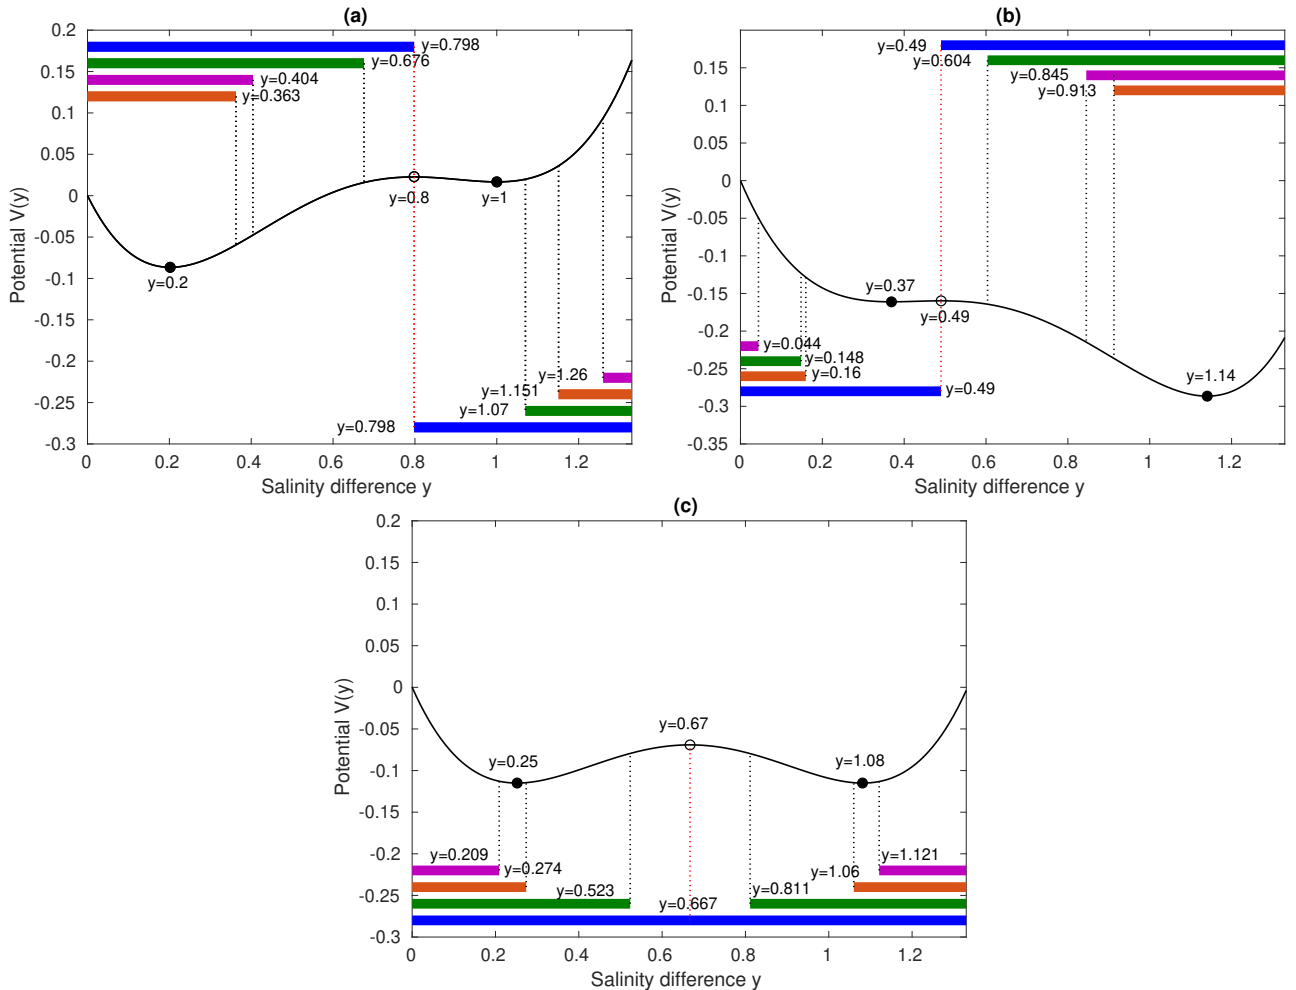 (a)
0.2
0.15
0.1
0.05
0
-0.05
-0.1
-0.15
-0.2
-0.25
-0.3
Potential V(y)
y=0.798
y=0.676
y=0.404
y=0.363
y=0.8
y=1
y=0.2
y=1.26
y=1.151
y=1.07
y=0.798
0 0.2 0.4 0.6 0.8 1 1.2
Salinity difference y
(b)
0.15
0.1
0.05
0
-0.05
-0.1
-0.15
-0.2
-0.25
-0.3
-0.35
Potential V(y)
y=0.49
y=0.604
y=0.845
y=0.913
y=0.37
y=0.49
y=0.044
y=0.148
y=0.16
y=0.49
y=1.14
0 0.2 0.4 0.6 0.8 1 1.2
Salinity difference y
(c)
0.2
0.15
0.1
0.05
0
-0.05
-0.1
-0.15
-0.2
-0.25
-0.3
Potential V(y)
y=0.67
y=0.25
y=1.08
y=0.209
y=0.274
y=0.523
y=0.667
y=0.811
y=1.06
y=1.121
0 0.2 0.4 0.6 0.8 1 1.2
Salinity difference y